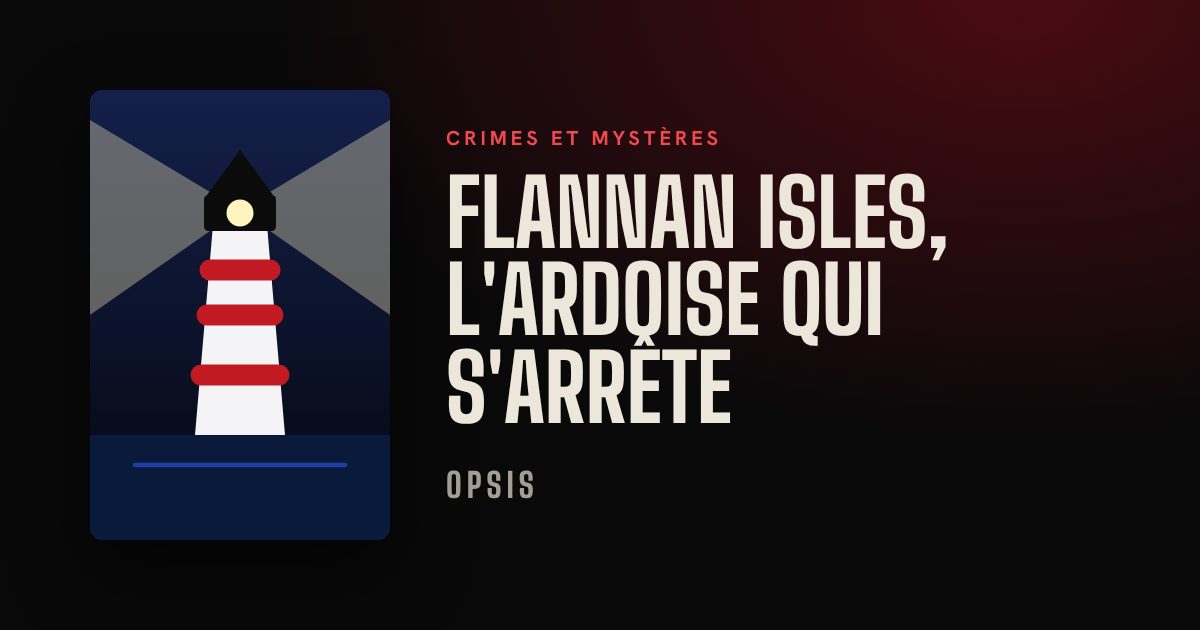 CRIMES ET MYSTÈRES
FLANNAN ISLES,
L'ARDOISE QUI
S'ARRÊTE
OPSIS